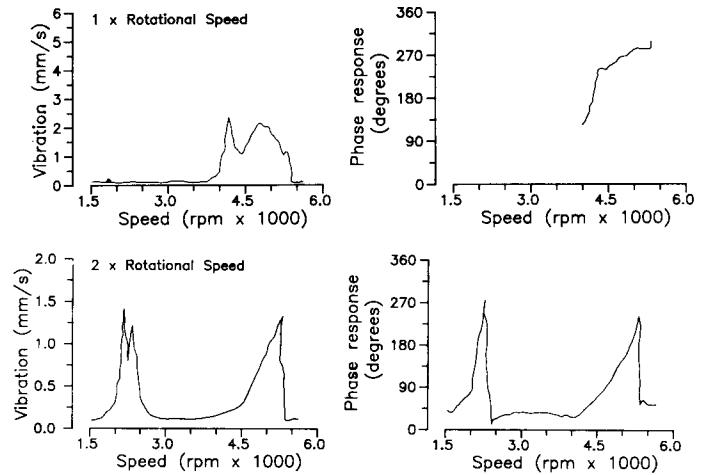 1 x Rotational Speed
Vibration (mm/s)
6
5
4
3
2
1
0
1.5 3.0 4.5 6.0
Speed (rpm x 1000)
Phase response
(degrees)
360
270
180
90
0
1.5 3.0 4.5 6.0
Speed (rpm x 1000)
2 x Rotational Speed
Vibration (mm/s)
2.0
1.5
1.0
0.5
0.0
1.5 3.0 4.5 6.0
Speed (rpm x 1000)
Phase response
(degrees)
360
270
180
90
0
1.5 3.0 4.5 6.0
Speed (rpm x 1000)